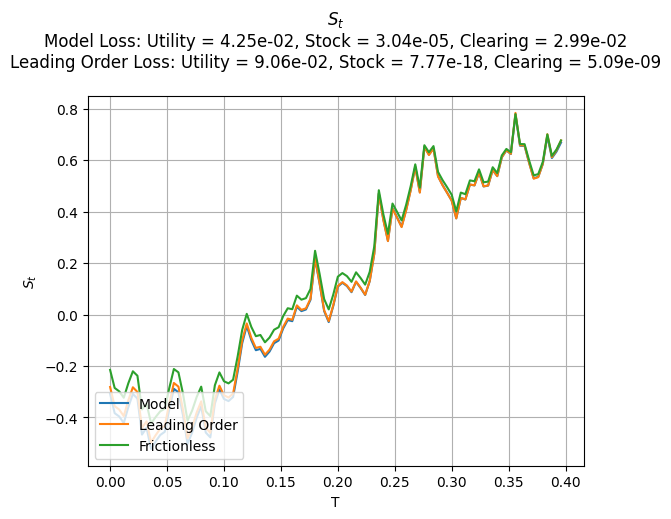 S_t
Model Loss: Utility = 4.25e-02, Stock = 3.04e-05, Clearing = 2.99e-02
Leading Order Loss: Utility = 9.06e-02, Stock = 7.77e-18, Clearing = 5.09e-09
0.8
0.6
0.4
0.2
0.0
−0.2
−0.4
S_t
Model
Leading Order
Frictionless
0.00 0.05 0.10 0.15 0.20 0.25 0.30 0.35 0.40
T